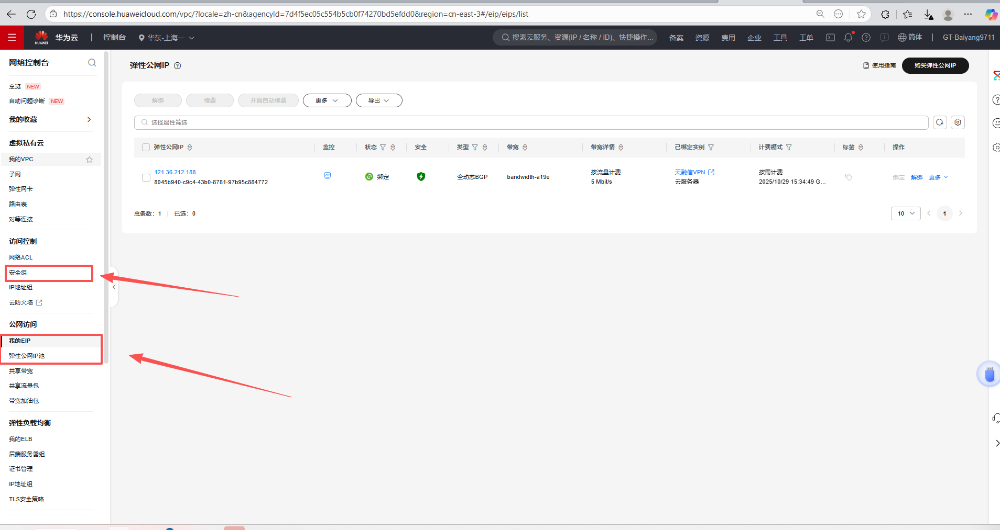 https://console.huaweicloud.com/vpc/?locale=zh-cn&agencyId=7d4f5ec05c554b5cb0f74270bd5efdd0&region=cn-east-3#/eip/eips/list
HUAWEI
华为云
控制台
华东-上海一
搜索云服务、资源(IP / 名称 / ID)、快捷操作...
备案
资源
费用
企业
工具
工单
简体
GT-Baiyang9711
网络控制台
总览 NEW
自助问题诊断 NEW
我的收藏
虚拟私有云
我的VPC
子网
弹性网卡
路由表
对等连接
访问控制
网络ACL
安全组
IP地址组
云防火墙
公网访问
我的EIP
弹性公网IP池
共享带宽
共享流量包
带宽加油包
弹性负载均衡
我的ELB
后端服务器组
证书管理
IP地址组
TLS安全策略
弹性公网IP
使用指南
购买弹性公网IP
解绑
续费
开通自动续费
更多
导出
选择属性筛选
弹性公网IP 监控 状态 安全 类型 带宽 带宽详情 已绑定实例 计费模式 标签 操作
121.36.212.188
8045b940-c9c4-43b0-8781-97b95c884772
绑定
全动态BGP
bandwidth-a19e
按流量计费
5 Mbit/s
天融信VPN
云服务器
按需计费
2025/10/29 15:34:49 G...
绑定 解绑 更多
总条数: 1 已选: 0
10
1